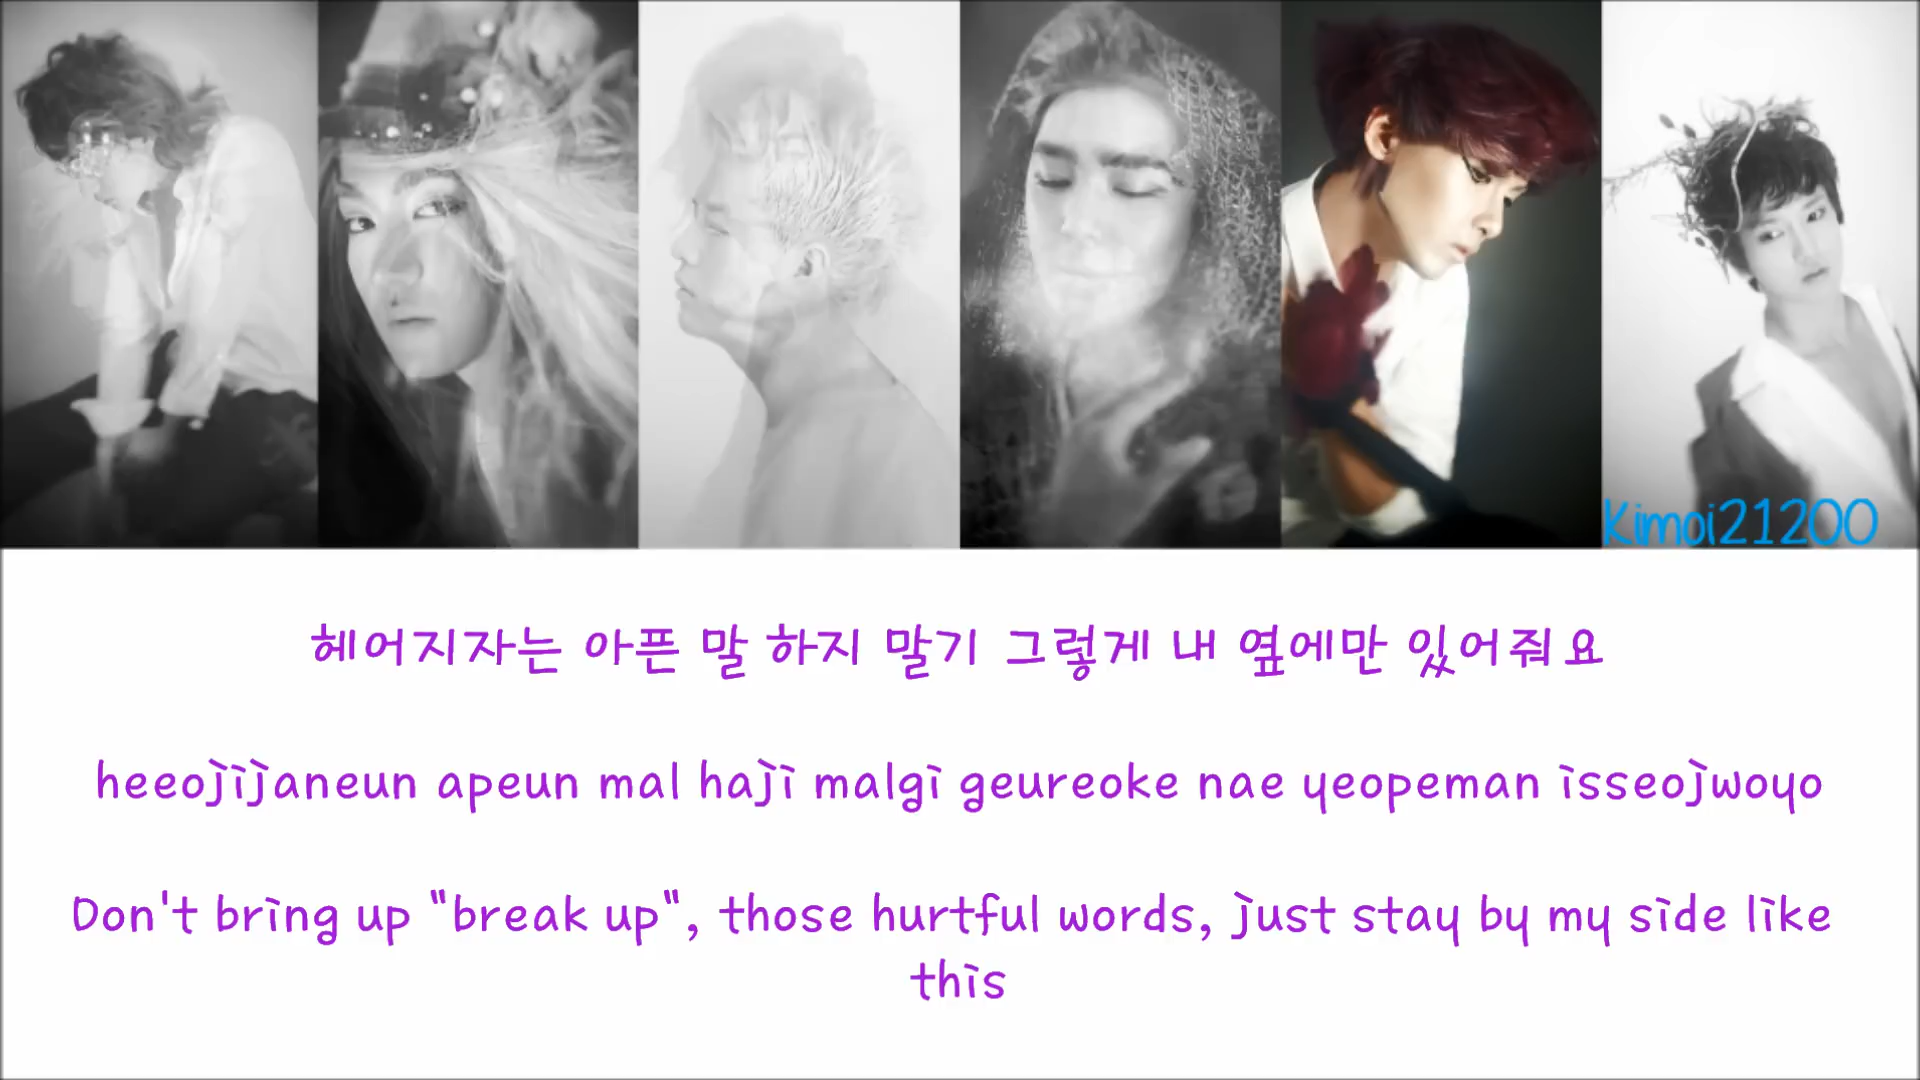 Kimoi21200
헤어지자는 아픈 말 하지 말기 그렇게 내 옆에만 있어줘요
heeojijaneun apeun mal haji malgi geureoke nae yeopeman isseojwoyo
Don't bring up "break up", those hurtful words, just stay by my side like
this